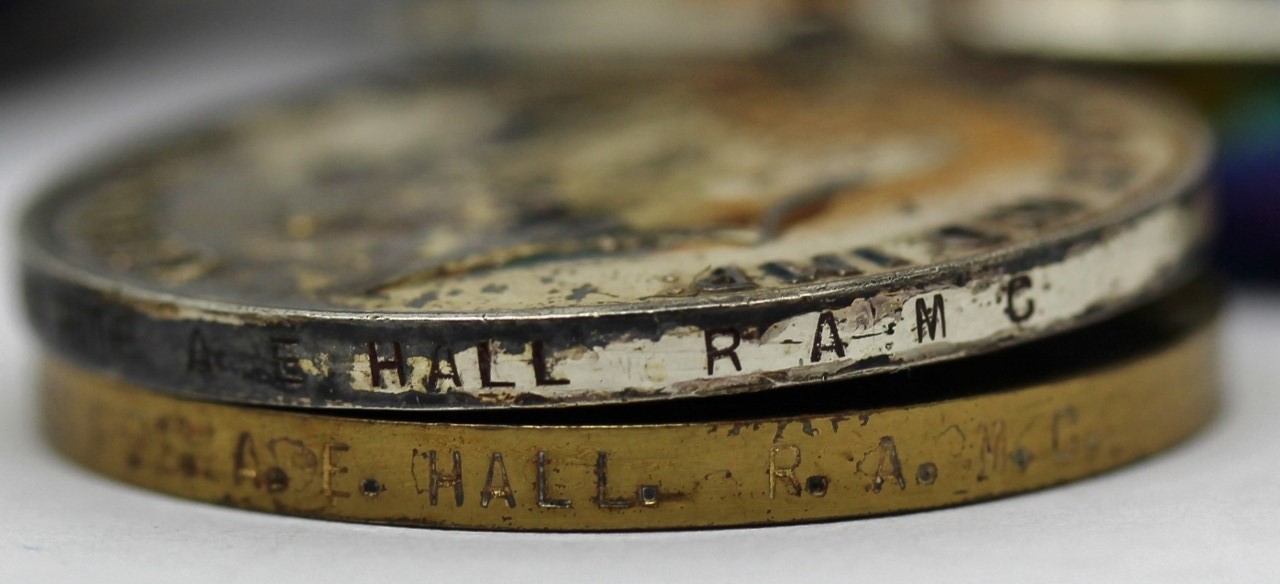 A E HALL R A M C
A. E. HALL. R. A. M. C.